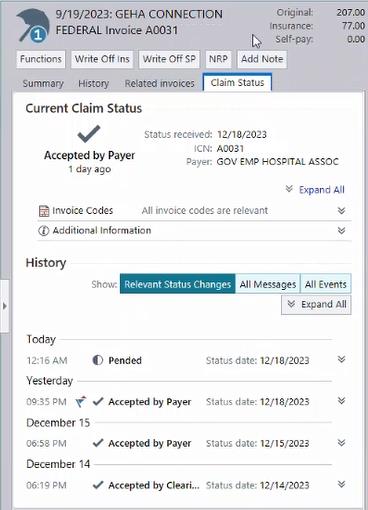 9/19/2023: GEHA CONNECTION
FEDERAL Invoice A0031
Original: 207.00
Insurance: 77.00
Self-pay: 0.00
1
Functions Write Off Ins Write Off SP NRP Add Note
Summary History Related invoices Claim Status
Current Claim Status
Accepted by Payer
1 day ago
Status received: 12/18/2023
ICN: A0031
Payer: GOV EMP HOSPITAL ASSOC
Expand All
Invoice Codes All invoice codes are relevant
Additional Information
History
Show: Relevant Status Changes All Messages All Events
Expand All
Today
12:16 AM Pended Status date: 12/18/2023
Yesterday
09:35 PM Accepted by Payer Status date: 12/18/2023
December 15
06:58 PM Accepted by Payer Status date: 12/15/2023
December 14
06:19 PM Accepted by Cleari... Status date: 12/14/2023